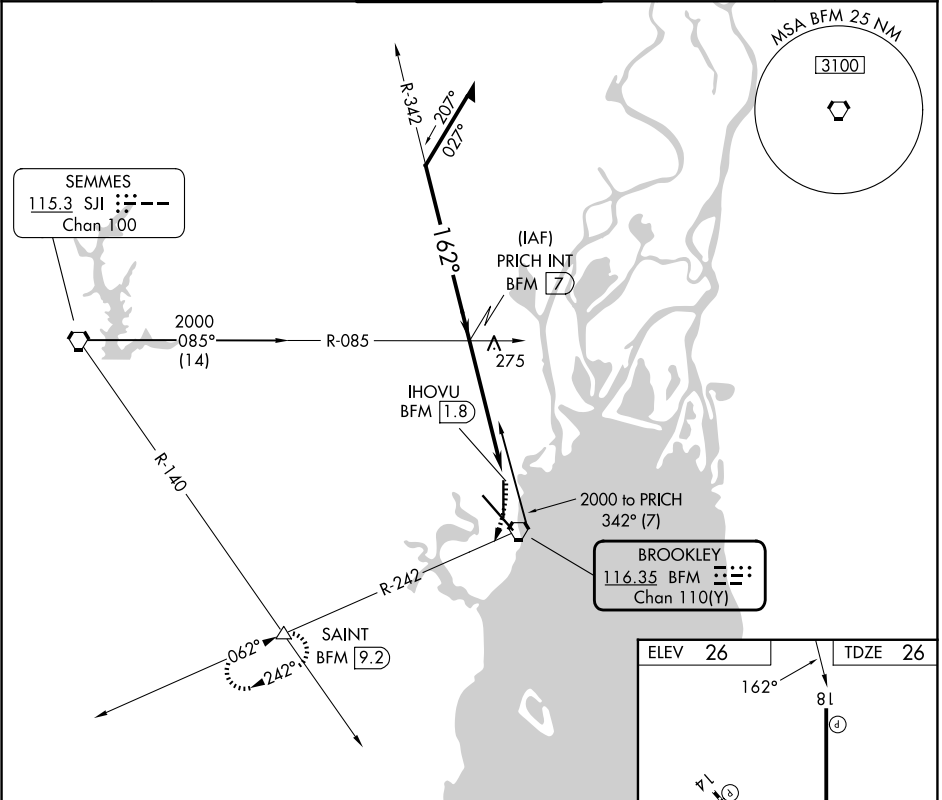 MSA BFM 25 NM
3100
R-342
207°
027°
SEMMES
115.3 SJI
Chan 100
162°
(IAF)
PRICH INT
BFM 7
2000
085°
(14)
R-085
275
IHOVU
BFM 1.8
R-140
2000 to PRICH
342° (7)
BROOKLEY
116.35 BFM
Chan 110(Y)
R-242
SAINT
BFM 9.2
062°
242°
ELEV 26
TDZE 26
162°
18
P
14
P